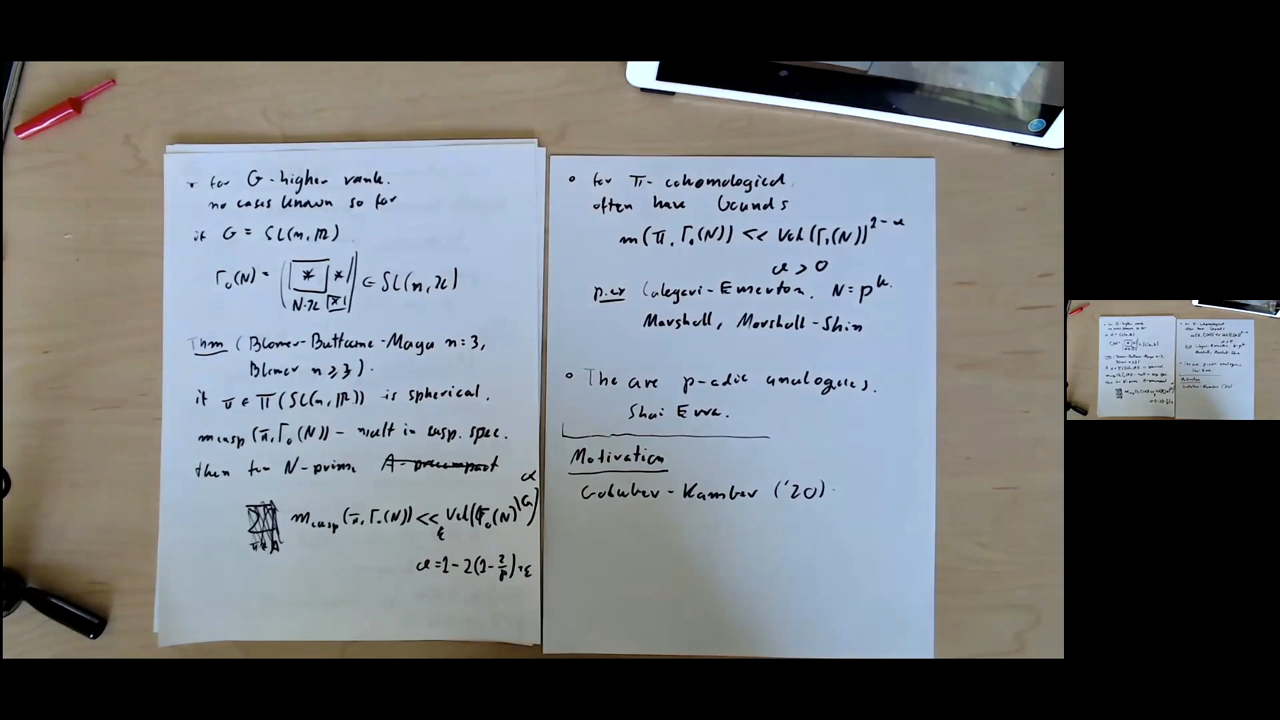 • for G-higher rank.
no cases known so far
if G = SL(n,ℝ)
Γ₀(N) = ( * * / N·ℤ * ) ∈ SL(n,ℤ)
Thm (Blomer-Buttcane-Maga n=3,
Blomer n≥3).
if π ∈ Π(SL(n,ℝ)) is spherical.
m_cusp(π,Γ₀(N)) - mult in cusp. spec.
then for N-prime
m_cusp(π,Γ₀(N)) <<_ε Vol(Γ₀(N)\G)^α
α = 1-2(1-2/p)+ε
• for π-cohomological
often have bounds
m(π,Γ₀(N)) << Vol(Γ₀(N))^{1-α}
α > 0
p.ex Calegari-Emerton. N=p^k.
Marshall, Marshall-Shin
• The are p-adic analogues.
Shai Evra.
Motivation
Golubev-Kamber ('20).